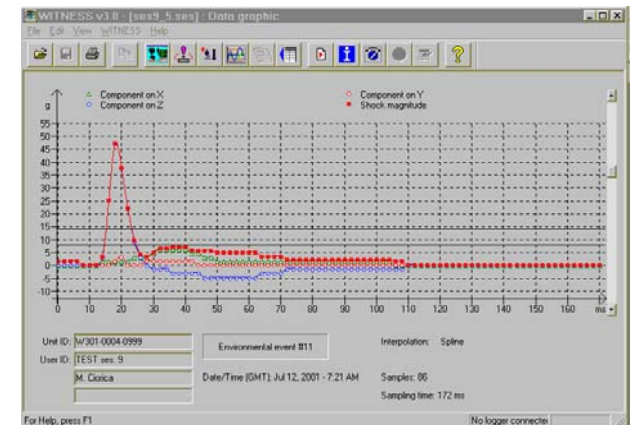 WITNESS v3.0 - [ses9_5.ses] : Data graphic
File Edit View WITNESS Help
Component on X
Component on Z
Component on Y
Shock magnitude
g
55
50
45
40
35
30
25
20
15
10
5
0
-5
-10
0 10 20 30 40 50 60 70 80 90 100 110 120 130 140 150 160 ms
Unit ID: W301-0004-0999
User ID: TEST ses. 9
M. Ciorica
Environmental event #11
Date/Time (GMT): Jul 12, 2001 - 7:21 AM
Interpolation: Spline
Samples: 86
Sampling time: 172 ms
For Help, press F1
No logger connected